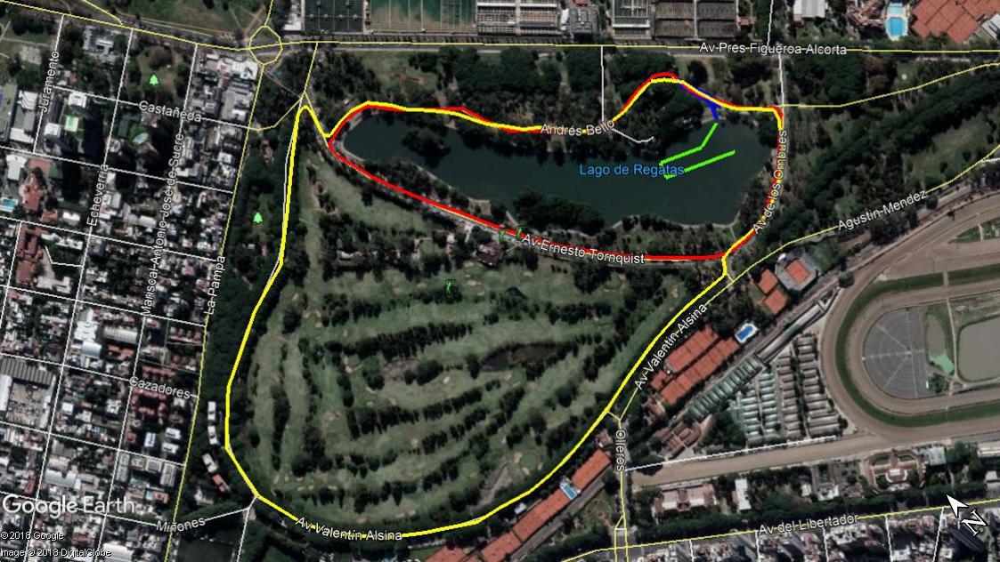 Av Pres Figueroa Alcorta
Juramento
Castañeda
Andrés Bello
Mariscal-Antonio-José-de-Sucre
Echeverría
Lago de Regatas
Av de los Ombues
Agustín Mendez
Av Ernesto Tornquist
La-Pampa
Av-Valentín-Alsina
Cazadores
Olleros
Google Earth
Miñones
Av Valentín Alsina
Av del Libertador
N
© 2018 Google
Image © 2018 DigitalGlobe